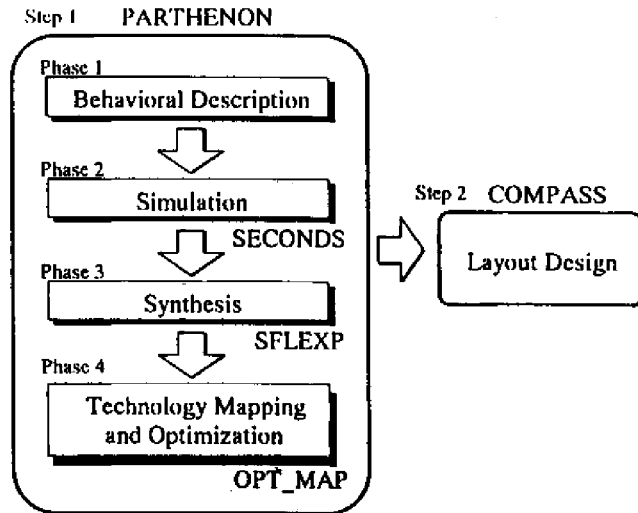 Step 1 PARTHENON
Phase 1
Behavioral Description
Phase 2
Simulation
SECONDS
Phase 3
Synthesis
SFLEXP
Phase 4
Technology Mapping
and Optimization
OPT_MAP
Step 2 COMPASS
Layout Design